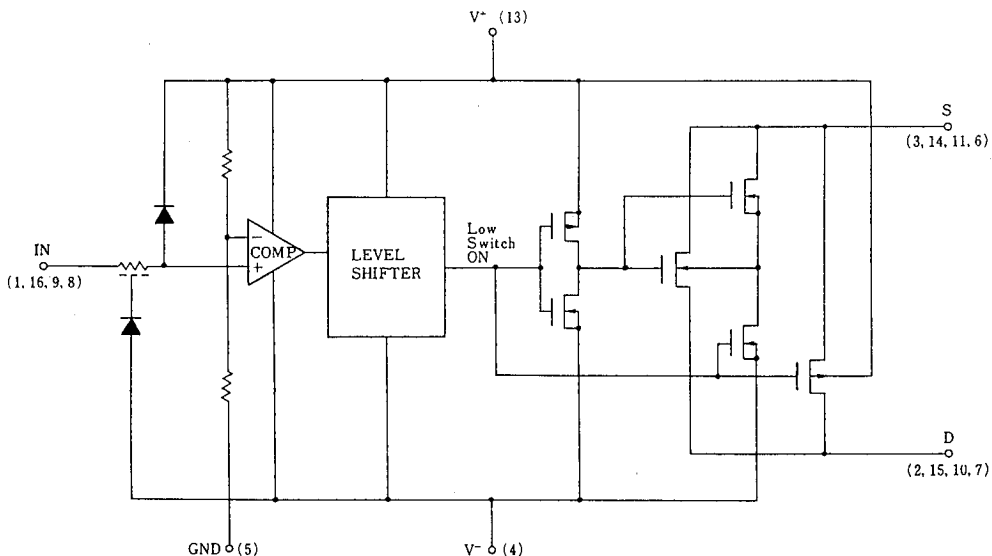 V+ (13)
S
(3, 14, 11, 6)
IN
(1, 16, 9, 8)
−
COMP
+
LEVEL
SHIFTER
Low
Switch
ON
D
(2, 15, 10, 7)
GND (5)
V− (4)